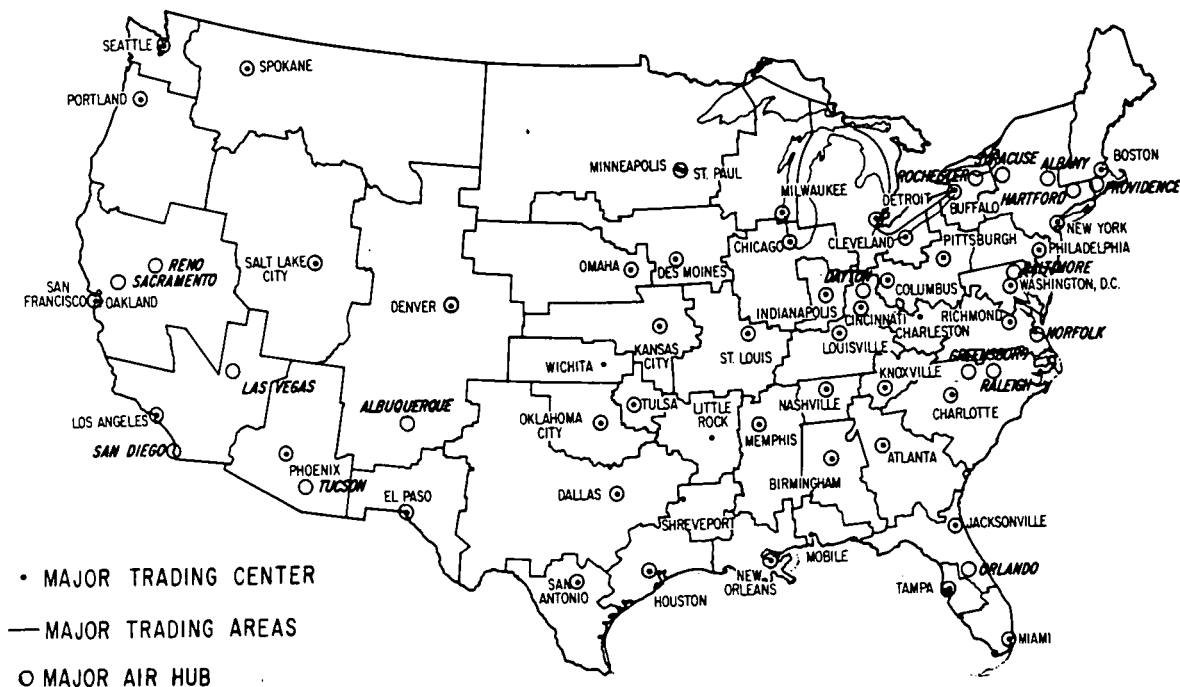 SEATTLE
SPOKANE
PORTLAND
MINNEAPOLIS
ST. PAUL
MILWAUKEE
DETROIT
ROCHESTER
SYRACUSE
ALBANY
BOSTON
BUFFALO
HARTFORD
PROVIDENCE
NEW YORK
CHICAGO
CLEVELAND
PITTSBURGH
PHILADELPHIA
RENO
SACRAMENTO
SALT LAKE
CITY
OMAHA
DES MOINES
DAYTON
COLUMBUS
BALTIMORE
WASHINGTON, D.C.
SAN
FRANCISCO
OAKLAND
DENVER
INDIANAPOLIS
CINCINNATI
RICHMOND
CHARLESTON
NORFOLK
KANSAS
CITY
ST. LOUIS
LOUISVILLE
WICHITA
LAS VEGAS
KNOXVILLE
GREENSBORO
RALEIGH
LOS ANGELES
ALBUQUERQUE
OKLAHOMA
CITY
TULSA
LITTLE
ROCK
NASHVILLE
CHARLOTTE
MEMPHIS
SAN DIEGO
PHOENIX
TUCSON
ATLANTA
BIRMINGHAM
EL PASO
DALLAS
SHREVEPORT
JACKSONVILLE
MOBILE
SAN
ANTONIO
HOUSTON
NEW
ORLEANS
ORLANDO
TAMPA
MIAMI
• MAJOR TRADING CENTER
— MAJOR TRADING AREAS
O MAJOR AIR HUB